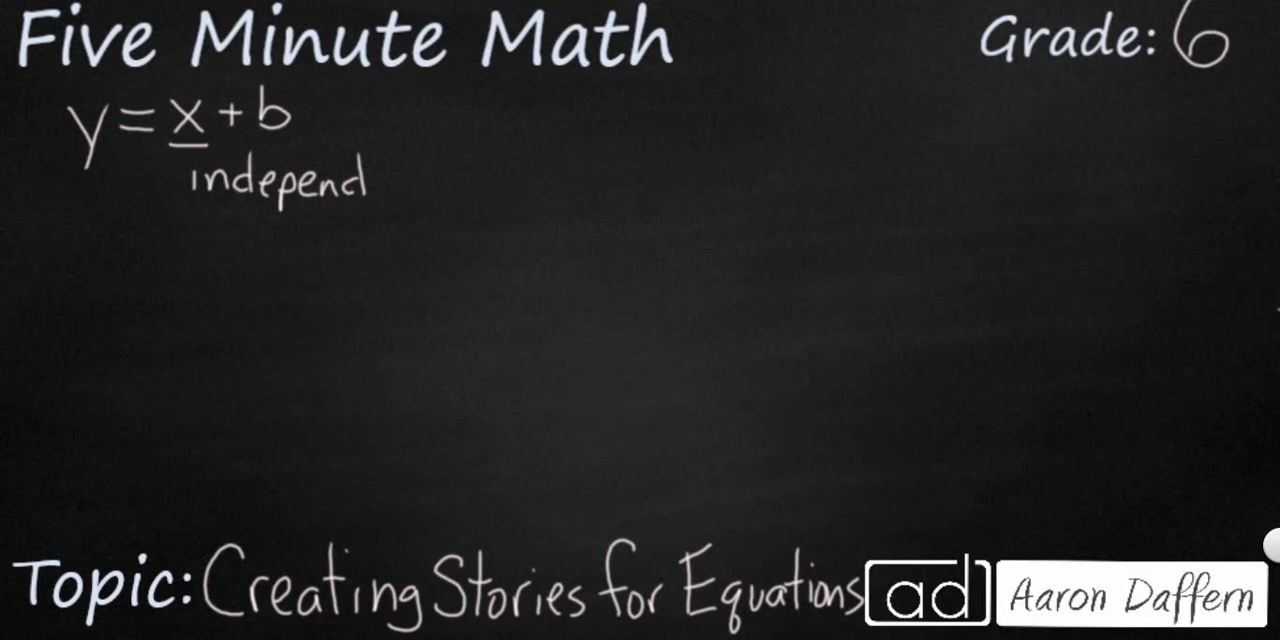 Five Minute Math
Grade: 6
y = x + b
independ
Topic: Creating Stories for Equations
ad
Aaron Daffern